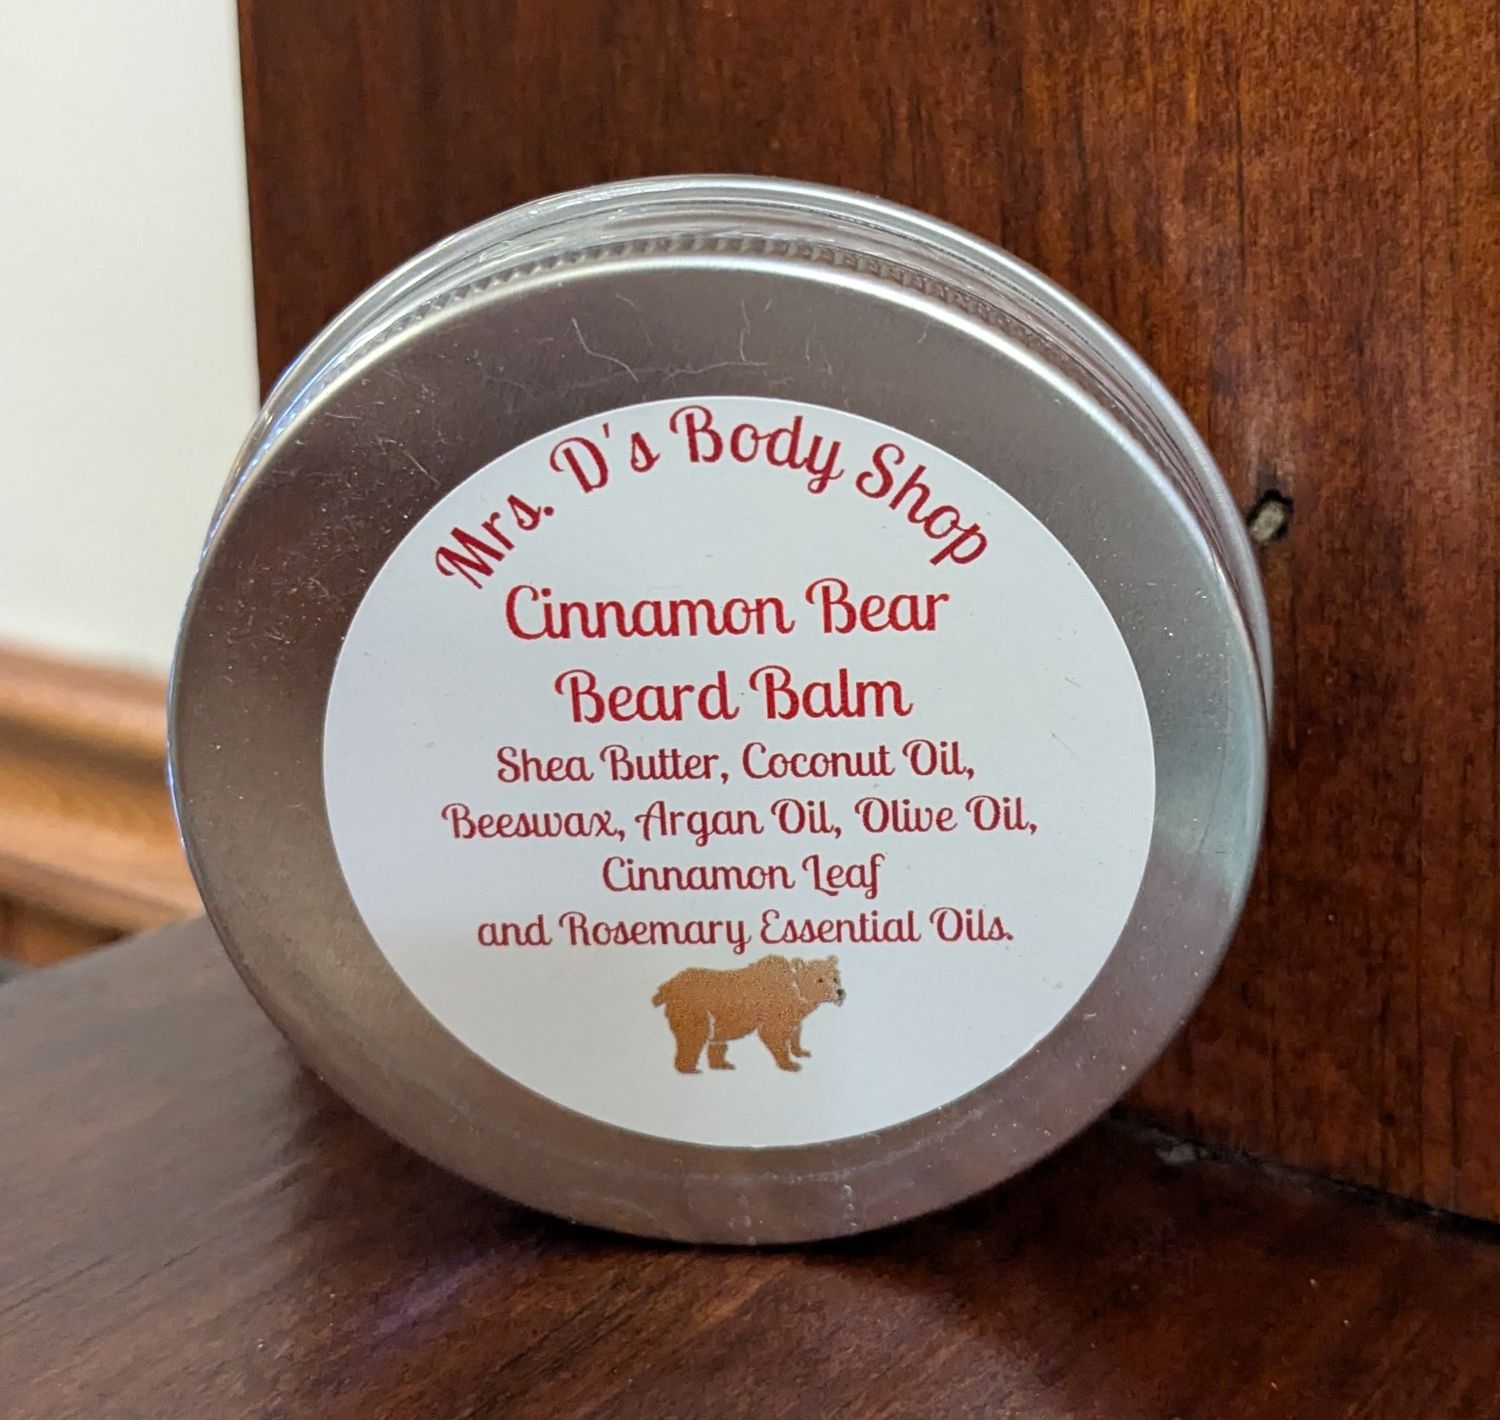 Mrs. D's Body Shop
Cinnamon Bear
Beard Balm
Shea Butter, Coconut Oil,
Beeswax, Argan Oil, Olive Oil,
Cinnamon Leaf
and Rosemary Essential Oils.